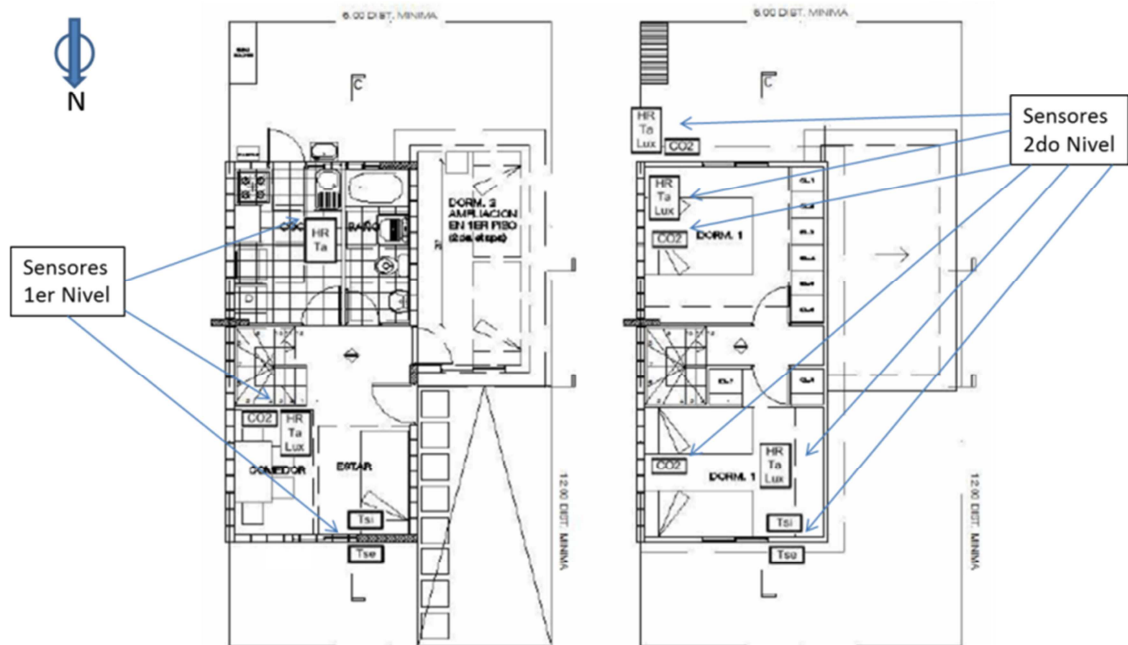 N
Sensores
1er Nivel
6.00 DIST. MINIMA
C
DORM. 2
AMPLIACION
EN 1ER PISO
(2da etapa)
COC
HR
Ta
BAÑO
CO2
HR
Ta
Lux
COMEDOR
ESTAR
Tsi
Tse
12.00 DIST. MINIMA
6.00 DIST. MINIMA
C
HR
Ta
Lux
CO2
HR
Ta
Lux
CO2
DORM. 1
CO2
HR
Ta
Lux
DORM. 1
Tsi
Tse
12.00 DIST. MINIMA
Sensores
2do Nivel